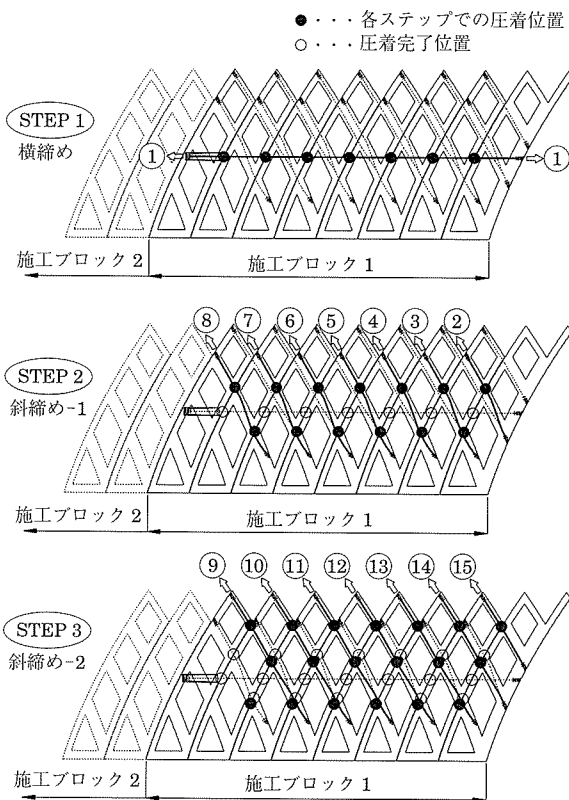 ●・・・各ステップでの圧着位置
○・・・圧着完了位置
STEP 1
横締め
① ①
施工ブロック 2 施工ブロック 1
⑧ ⑦ ⑥ ⑤ ④ ③ ②
STEP 2
斜締め-1
施工ブロック 2 施工ブロック 1
⑨ ⑩ ⑪ ⑫ ⑬ ⑭ ⑮
STEP 3
斜締め-2
施工ブロック 2 施工ブロック 1